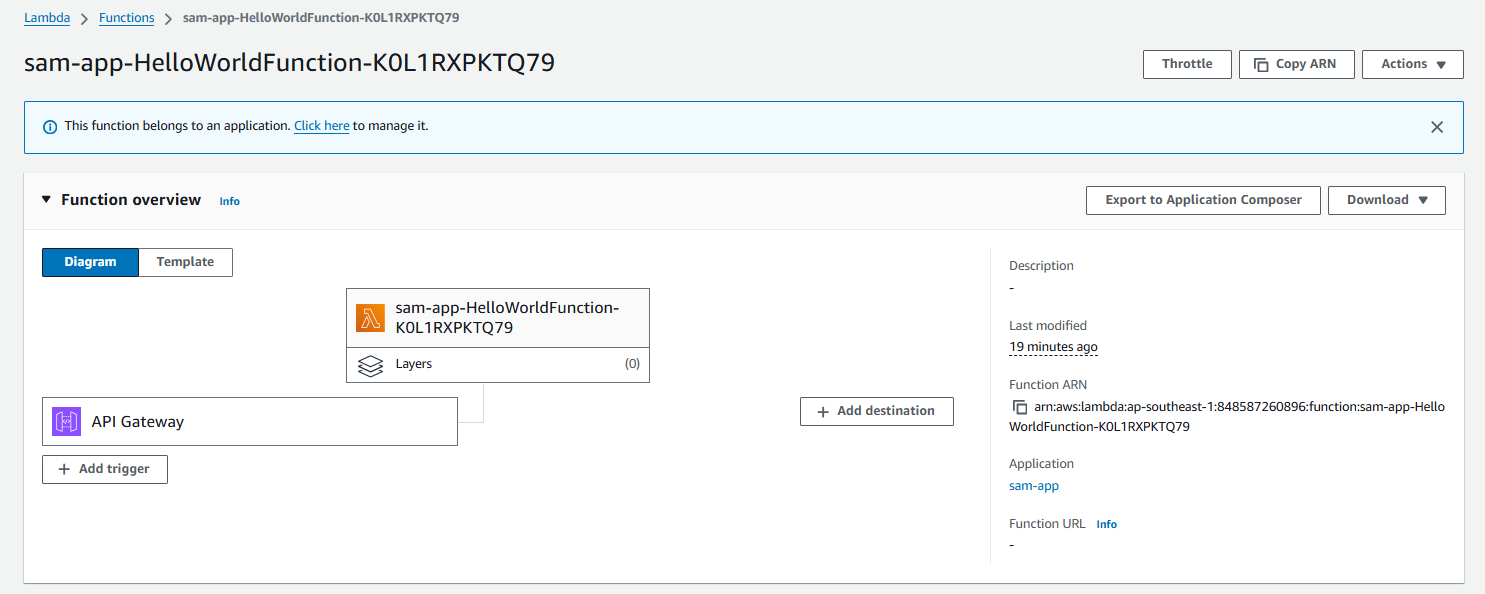 Lambda > Functions > sam-app-HelloWorldFunction-K0L1RXPKTQ79
sam-app-HelloWorldFunction-K0L1RXPKTQ79
Throttle
Copy ARN
Actions
This function belongs to an application. Click here to manage it.
Function overview Info
Export to Application Composer
Download
Diagram
Template
sam-app-HelloWorldFunction-
K0L1RXPKTQ79
Layers (0)
API Gateway
+ Add trigger
+ Add destination
Description
-
Last modified
19 minutes ago
Function ARN
arn:aws:lambda:ap-southeast-1:848587260896:function:sam-app-Hello
WorldFunction-K0L1RXPKTQ79
Application
sam-app
Function URL Info
-